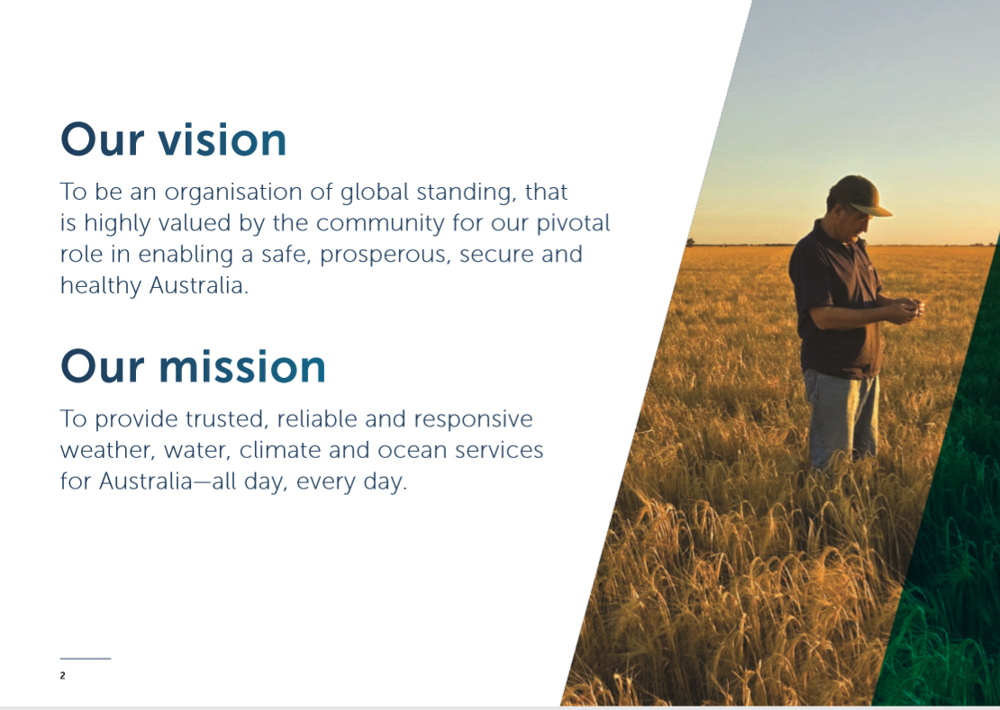 Our vision
To be an organisation of global standing, that
is highly valued by the community for our pivotal
role in enabling a safe, prosperous, secure and
healthy Australia.
Our mission
To provide trusted, reliable and responsive
weather, water, climate and ocean services
for Australia—all day, every day.
2